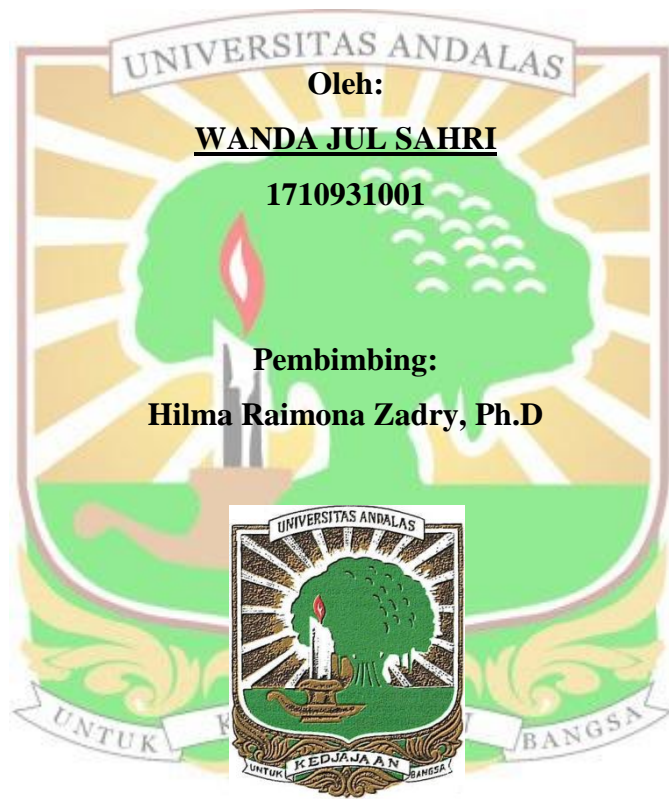 UNIVERSITAS ANDALAS
Oleh:
WANDA JUL SAHRI
1710931001
Pembimbing:
Hilma Raimona Zadry, Ph.D
UNIVERSITAS ANDALAS
UNTUK BANGSA
UNTUK KEDJAJAAN BANGSA